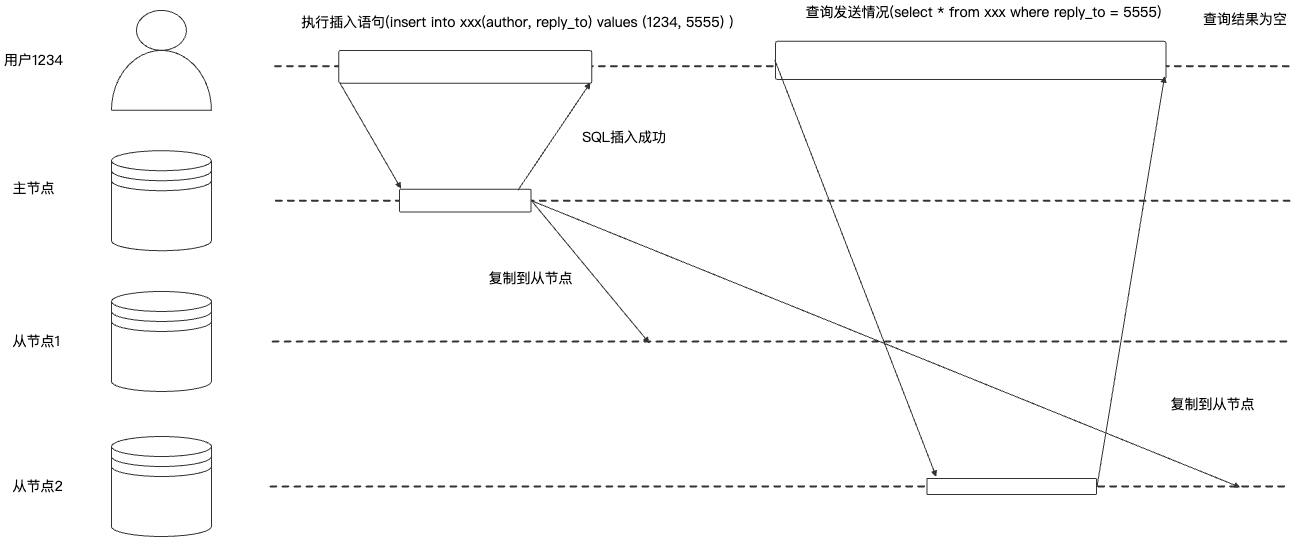 执行插入语句(insert into xxx(author, reply_to) values (1234, 5555) )
查询发送情况(select * from xxx where reply_to = 5555)
查询结果为空
用户1234
SQL插入成功
主节点
复制到从节点
从节点1
复制到从节点
从节点2